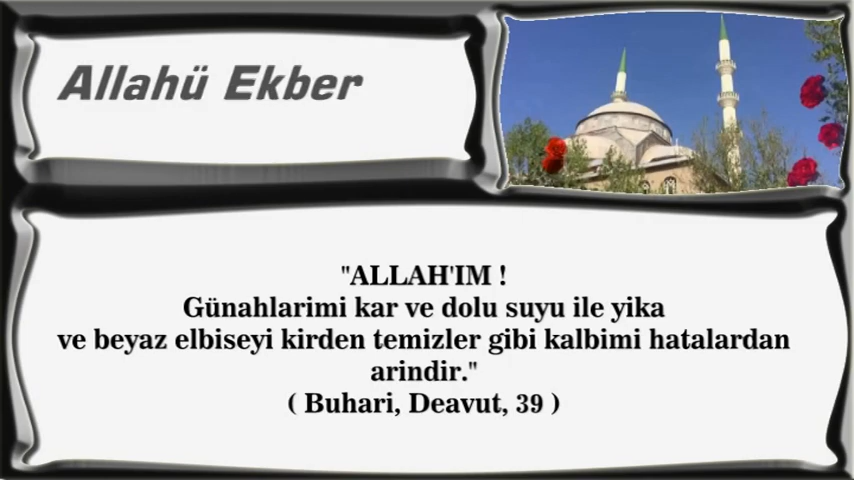 Allahü Ekber
"ALLAH'IM !
Günahlarimi kar ve dolu suyu ile yika
ve beyaz elbiseyi kirden temizler gibi kalbimi hatalardan
arindir."
( Buhari, Deavut, 39 )